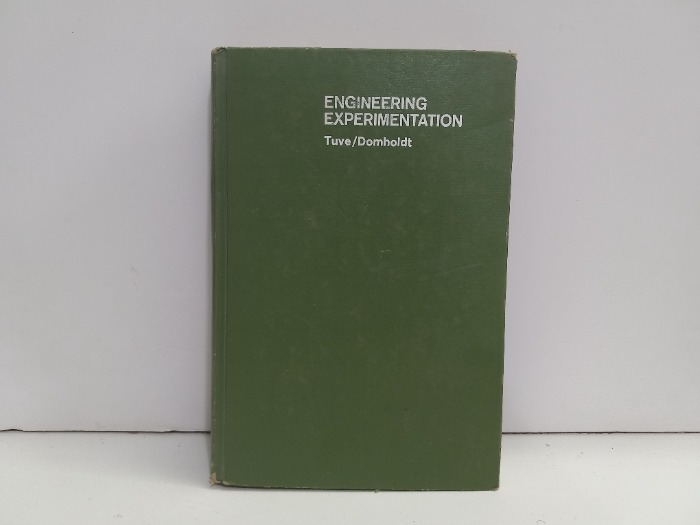 ENGINEERING
EXPERIMENTATION
Tuve/Domholdt